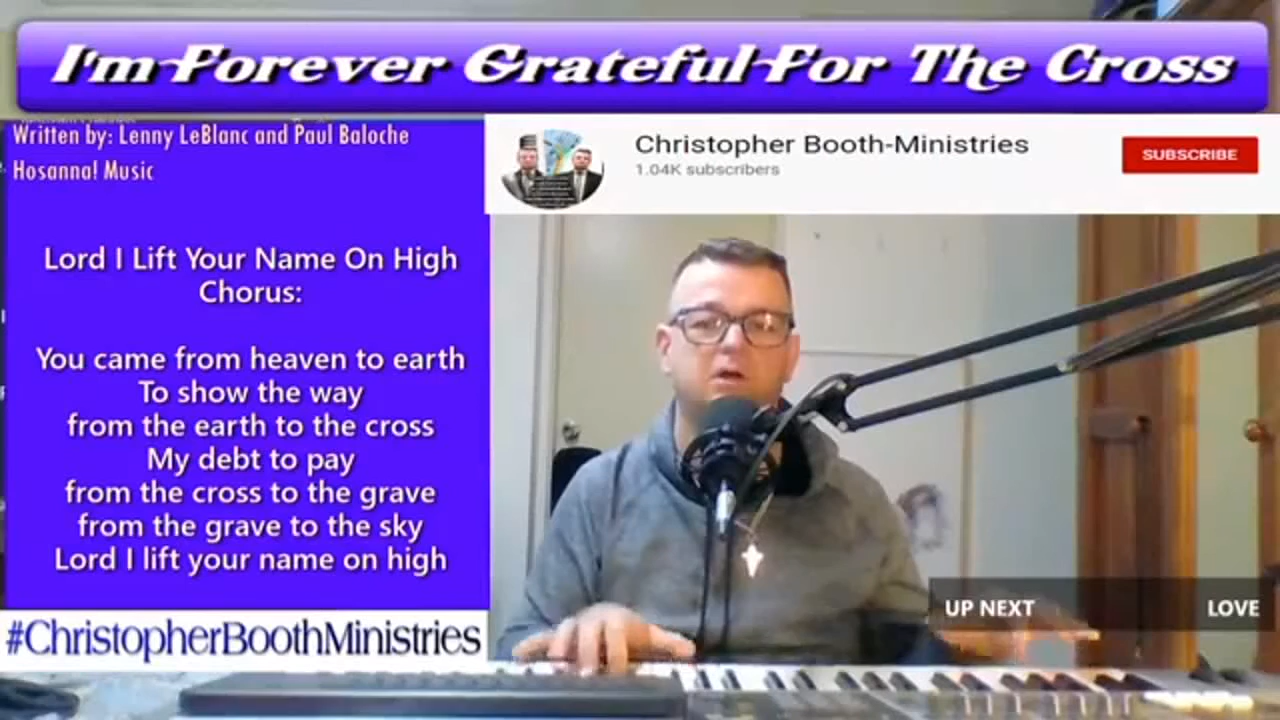 I'm Forever Grateful For The Cross
Written by: Lenny LeBlanc and Paul Baloche
Hosanna! Music
Christopher Booth-Ministries
1.04K subscribers
SUBSCRIBE
Lord I Lift Your Name On High
Chorus:
You came from heaven to earth
To show the way
from the earth to the cross
My debt to pay
from the cross to the grave
from the grave to the sky
Lord I lift your name on high
UP NEXT LOVE
#ChristopherBoothMinistries